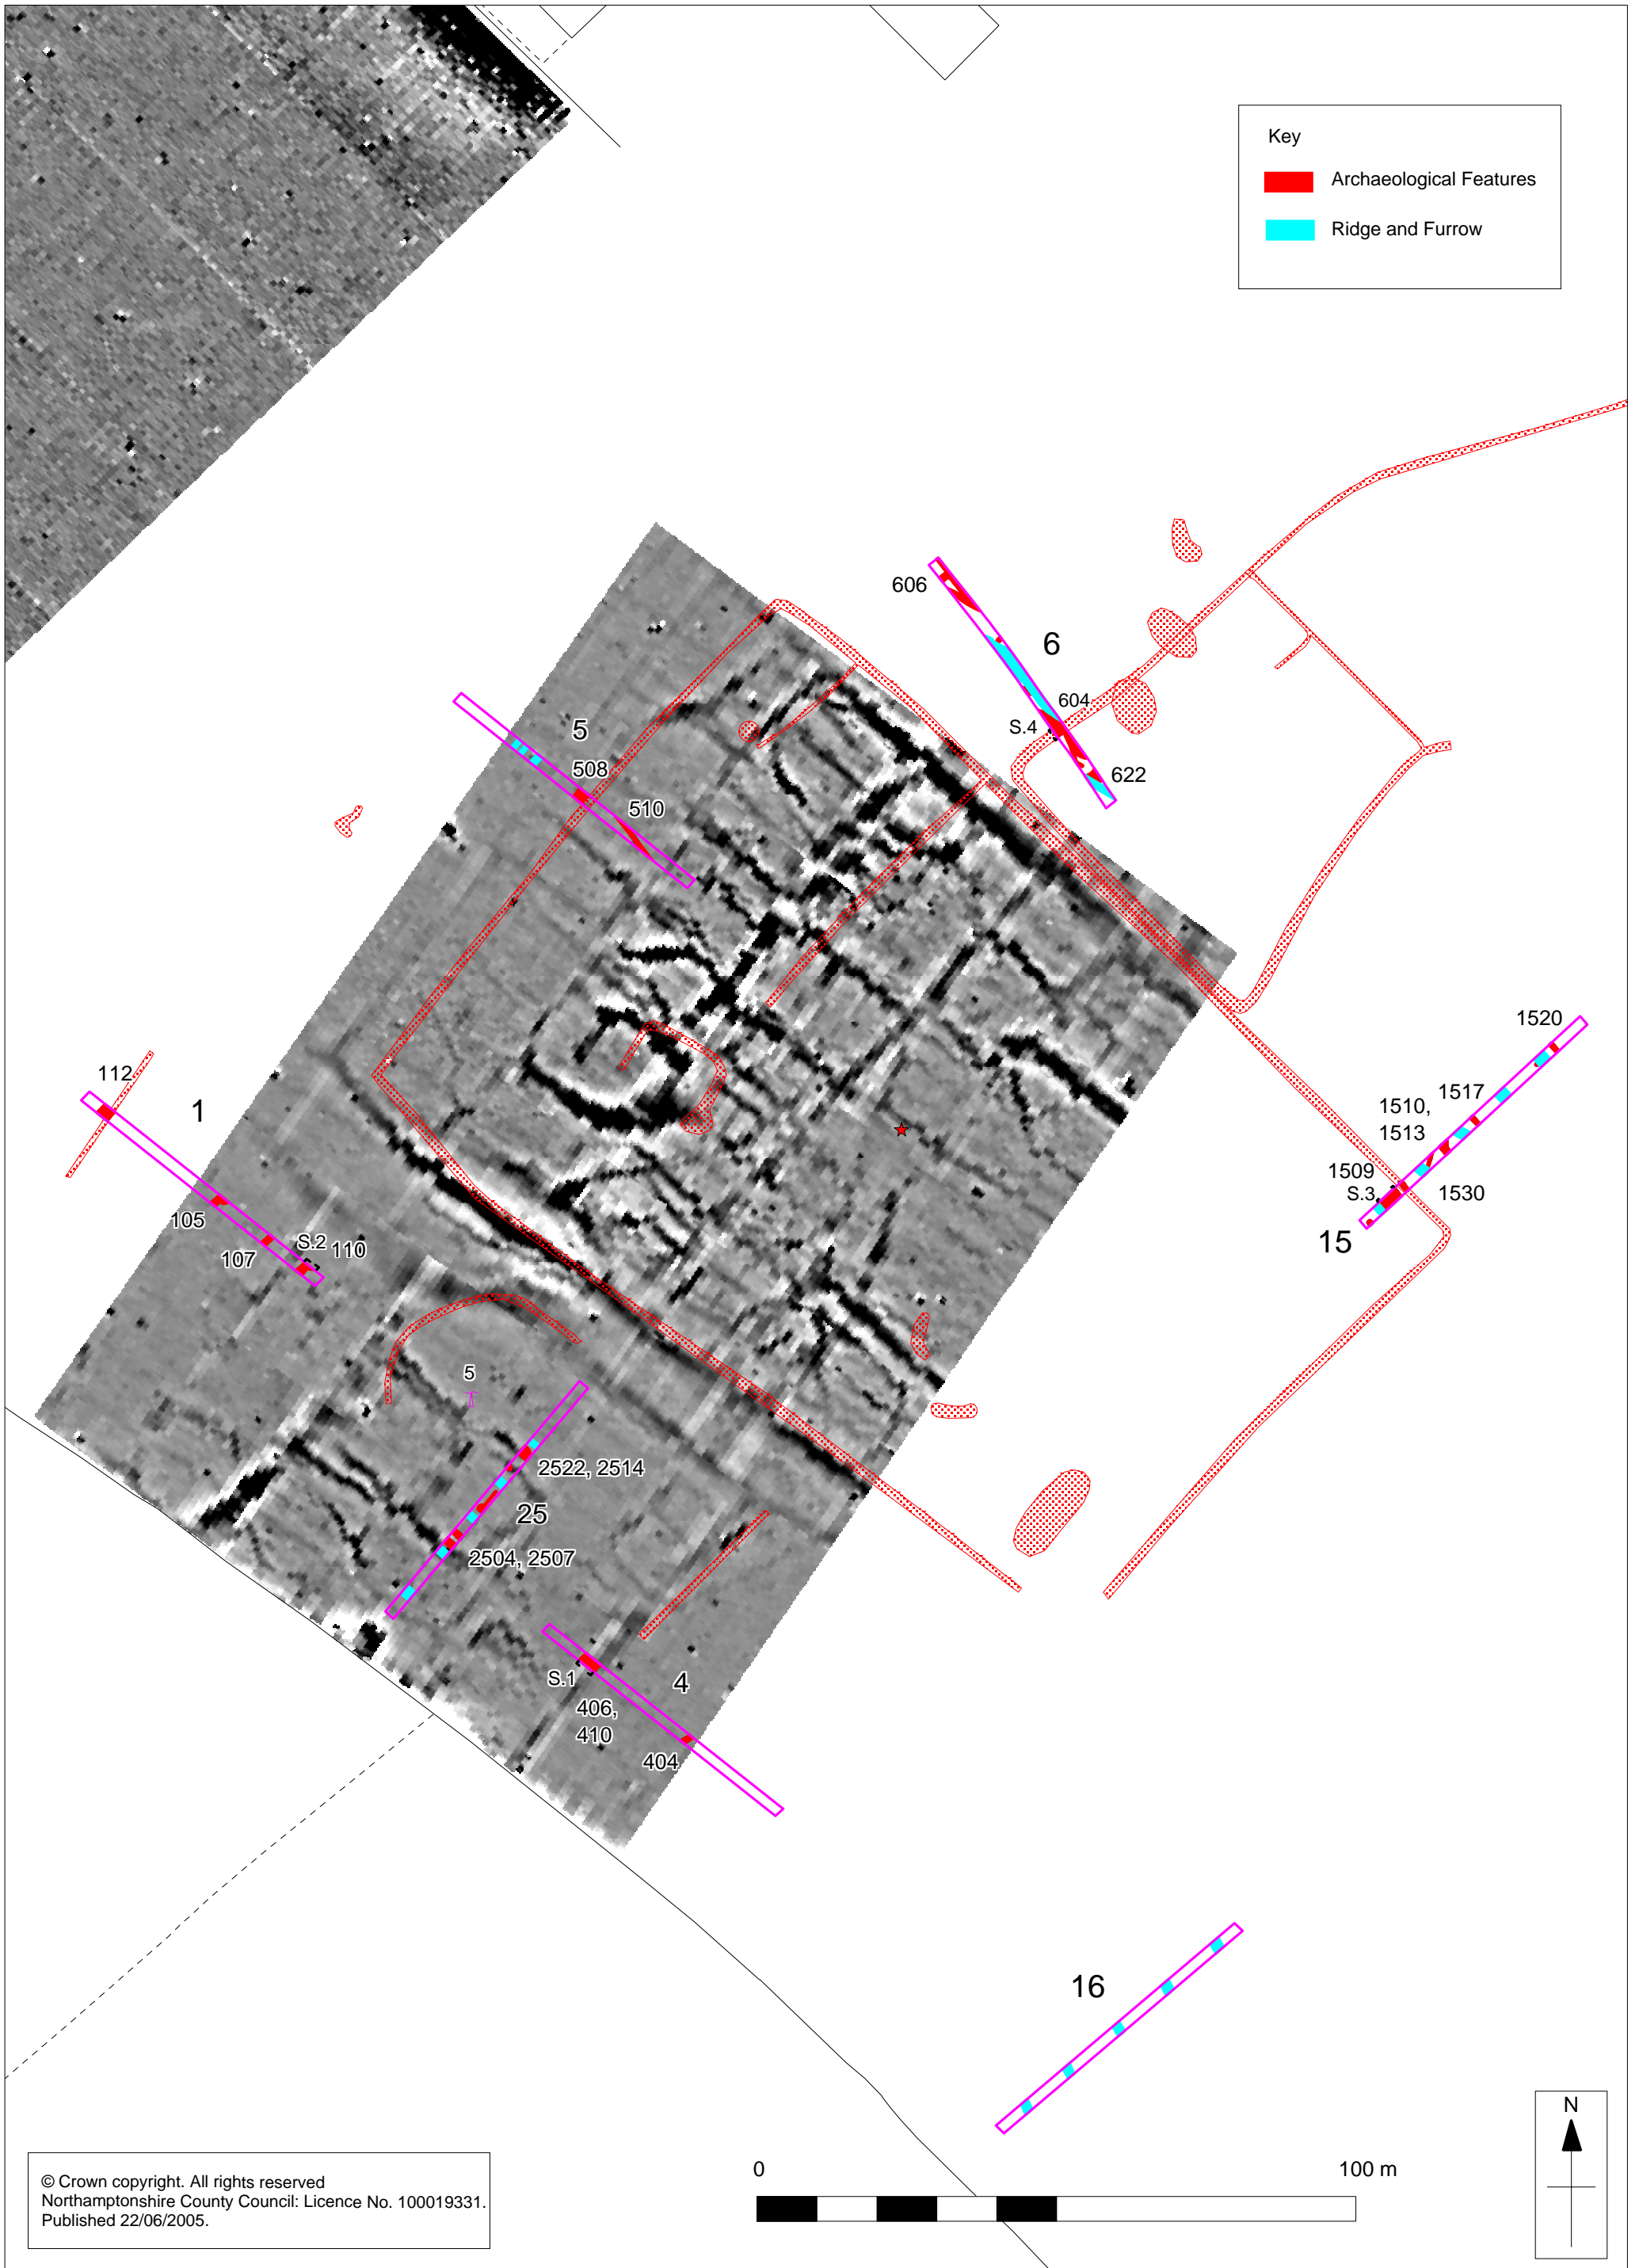 Key
Archaeological Features
Ridge and Furrow
606
6
604
S.4
622
5
508
510
112
1
105
107
S.2
110
1520
1517
1510,
1513
1509
S.3
1530
15
5
2522, 2514
25
2504, 2507
S.1
406,
410
4
404
16
N
0
100 m
© Crown copyright. All rights reserved
Northamptonshire County Council: Licence No. 100019331.
Published 22/06/2005.